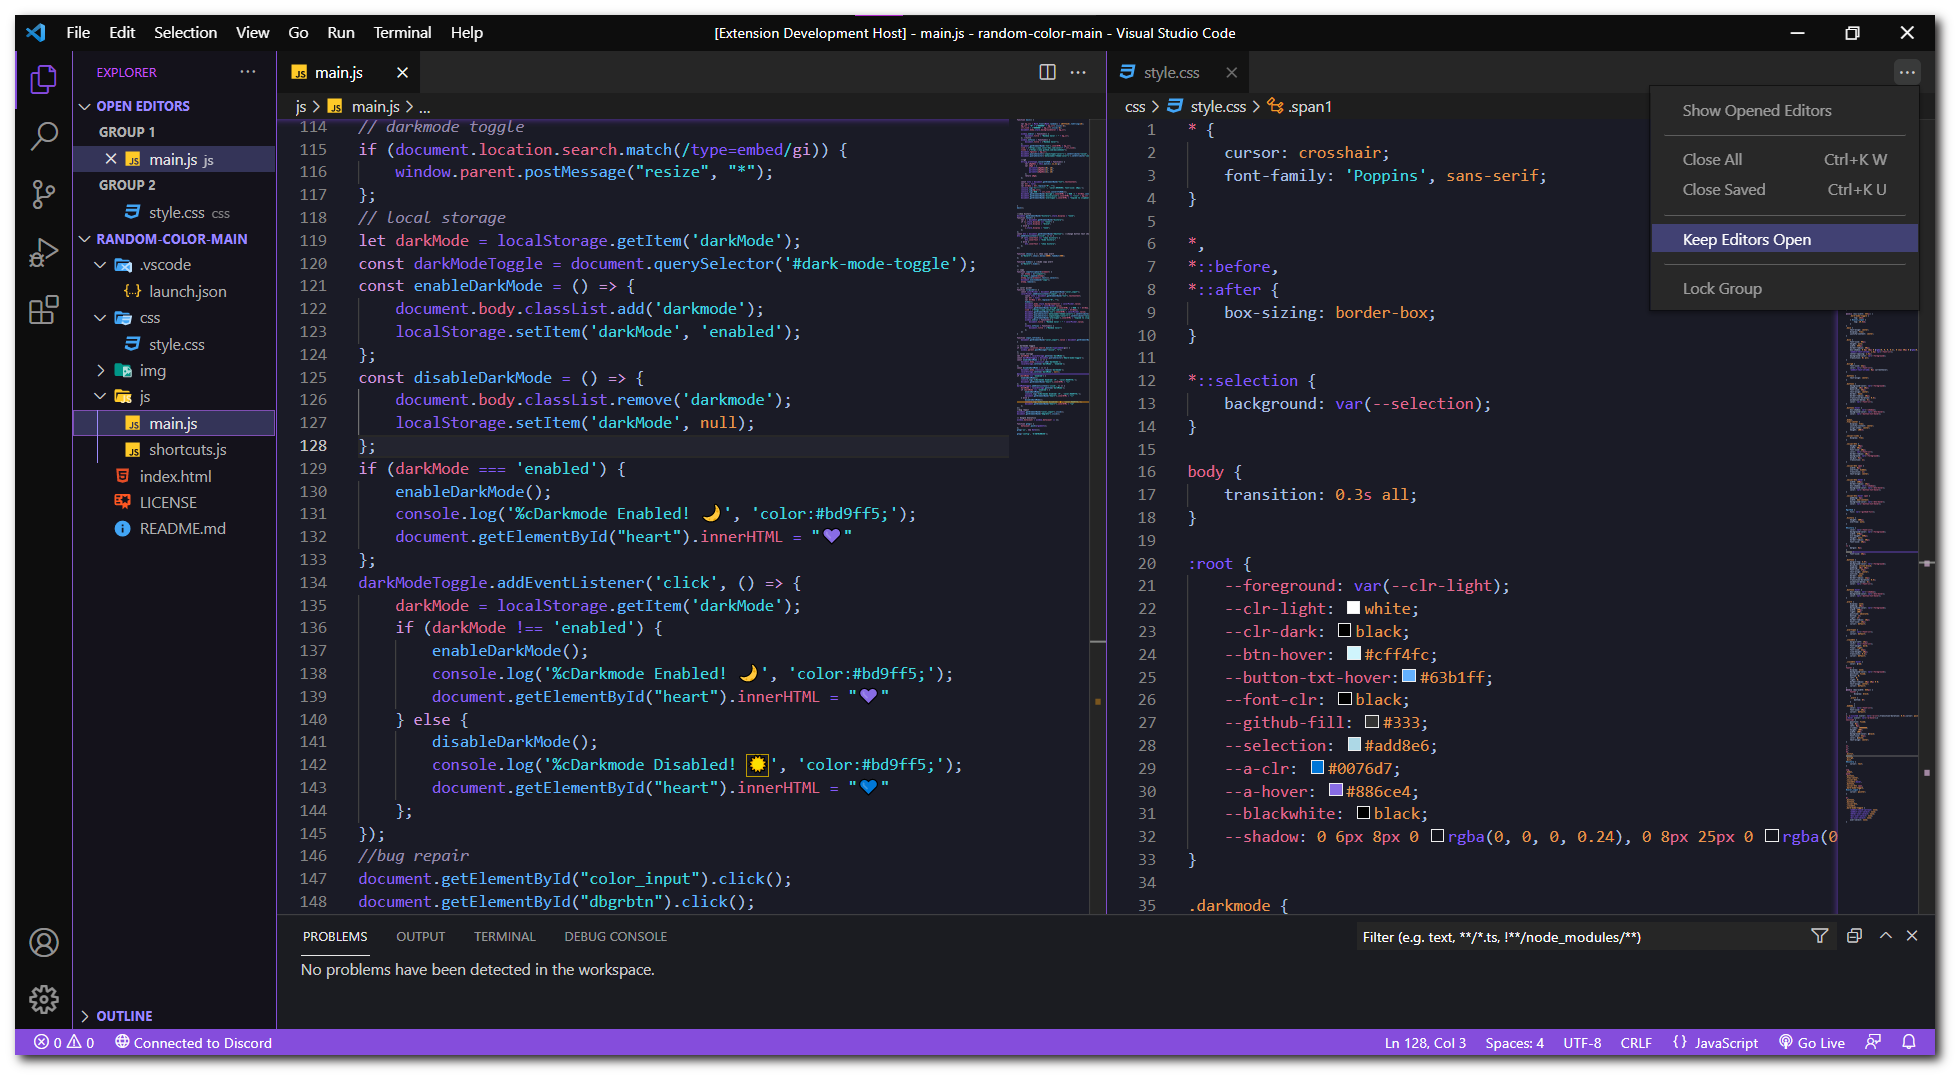 File Edit Selection View Go Run Terminal Help
[Extension Development Host] - main.js - random-color-main - Visual Studio Code
EXPLORER
OPEN EDITORS
GROUP 1
main.js js
GROUP 2
style.css css
RANDOM-COLOR-MAIN
.vscode
launch.json
css
style.css
img
js
main.js
shortcuts.js
index.html
LICENSE
README.md
OUTLINE
main.js
js > main.js > ...
114 // darkmode toggle
115 if (document.location.search.match(/type=embed/gi)) {
116     window.parent.postMessage("resize", "*");
117 };
118 // local storage
119 let darkMode = localStorage.getItem('darkMode');
120 const darkModeToggle = document.querySelector('#dark-mode-toggle');
121 const enableDarkMode = () => {
122     document.body.classList.add('darkmode');
123     localStorage.setItem('darkMode', 'enabled');
124 };
125 const disableDarkMode = () => {
126     document.body.classList.remove('darkmode');
127     localStorage.setItem('darkMode', null);
128 };
129 if (darkMode === 'enabled') {
130     enableDarkMode();
131     console.log('%cDarkmode Enabled! 🌙', 'color:#bd9ff5;');
132     document.getElementById("heart").innerHTML = "💜"
133 };
134 darkModeToggle.addEventListener('click', () => {
135     darkMode = localStorage.getItem('darkMode');
136     if (darkMode !== 'enabled') {
137         enableDarkMode();
138         console.log('%cDarkmode Enabled! 🌙', 'color:#bd9ff5;');
139         document.getElementById("heart").innerHTML = "💜"
140     } else {
141         disableDarkMode();
142         console.log('%cDarkmode Disabled! ☀', 'color:#bd9ff5;');
143         document.getElementById("heart").innerHTML = "💙"
144     };
145 });
146 //bug repair
147 document.getElementById("color_input").click();
148 document.getElementById("dbgrbtn").click();
style.css
css > style.css > .span1
1 * {
2     cursor: crosshair;
3     font-family: 'Poppins', sans-serif;
4 }
5
6 *,
7 *::before,
8 *::after {
9     box-sizing: border-box;
10 }
11
12 *::selection {
13     background: var(--selection);
14 }
15
16 body {
17     transition: 0.3s all;
18 }
19
20 :root {
21     --foreground: var(--clr-light);
22     --clr-light: white;
23     --clr-dark: black;
24     --btn-hover: #cff4fc;
25     --button-txt-hover: #63b1ff;
26     --font-clr: black;
27     --github-fill: #333;
28     --selection: #add8e6;
29     --a-clr: #0076d7;
30     --a-hover: #886ce4;
31     --blackwhite: black;
32     --shadow: 0 6px 8px 0 rgba(0, 0, 0, 0.24), 0 8px 25px 0 rgba(0
33 }
34
35 .darkmode {
Show Opened Editors
Close All Ctrl+K W
Close Saved Ctrl+K U
Keep Editors Open
Lock Group
PROBLEMS OUTPUT TERMINAL DEBUG CONSOLE
Filter (e.g. text, **/*.ts, !**/node_modules/**)
No problems have been detected in the workspace.
0 0 Connected to Discord
Ln 128, Col 3 Spaces: 4 UTF-8 CRLF {} JavaScript Go Live